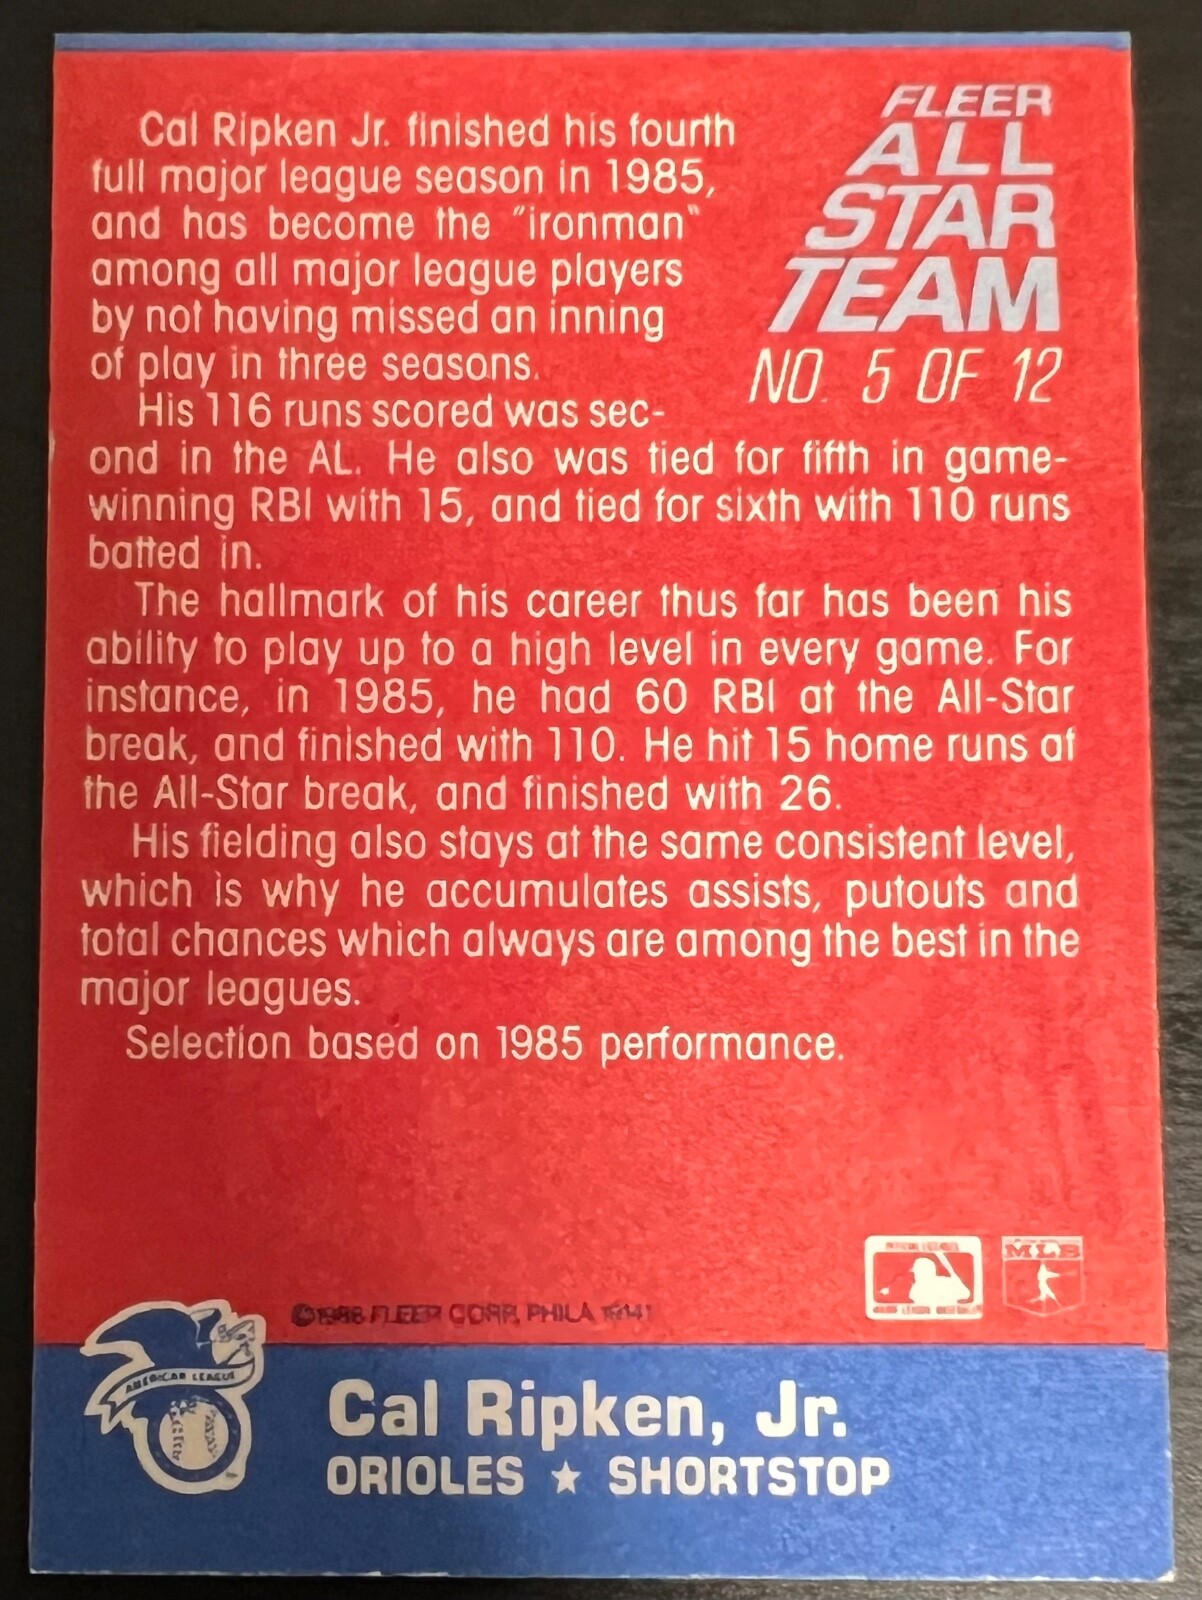 FLEER
ALL
STAR
TEAM
NO. 5 OF 12
Cal Ripken Jr. finished his fourth
full major league season in 1985,
and has become the "ironman"
among all major league players
by not having missed an inning
of play in three seasons.
His 116 runs scored was sec-
ond in the AL. He also was tied for fifth in game-
winning RBI with 15, and tied for sixth with 110 runs
batted in.
The hallmark of his career thus far has been his
ability to play up to a high level in every game. For
instance, in 1985, he had 60 RBI at the All-Star
break, and finished with 110. He hit 15 home runs at
the All-Star break, and finished with 26.
His fielding also stays at the same consistent level,
which is why he accumulates assists, putouts and
total chances which always are among the best in the
major leagues.
Selection based on 1985 performance.
MLB
FLEER CORP. PHILA
AMERICAN LEAGUE
Cal Ripken, Jr.
ORIOLES ★ SHORTSTOP